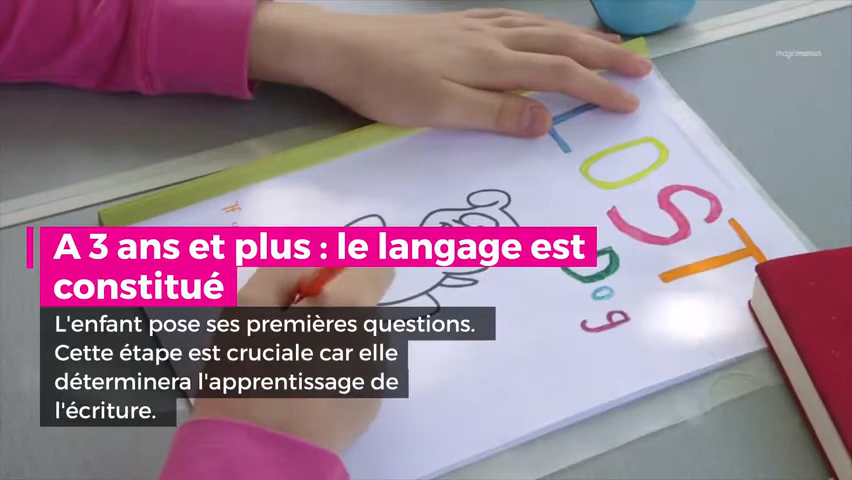 magicmaman
LOST
Dog
A 3 ans et plus : le langage est
constitué
L'enfant pose ses premières questions.
Cette étape est cruciale car elle
déterminera l'apprentissage de
l'écriture.